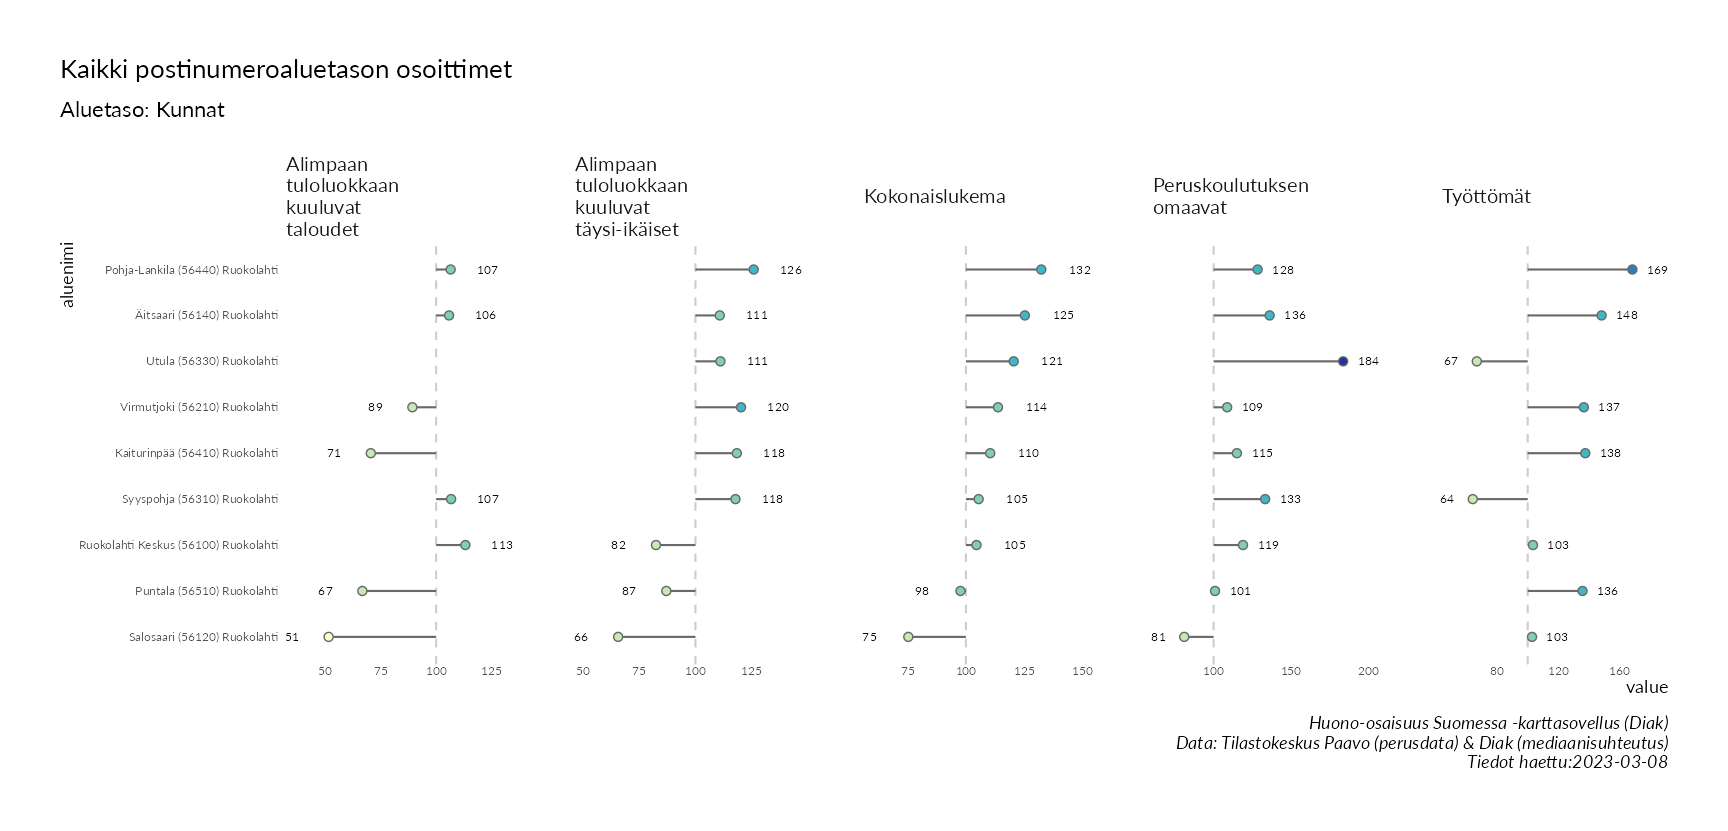 Kaikki postinumeroaluetason osoittimet
Aluetaso: Kunnat
Alimpaan
tuloluokkaan
kuuluvat
taloudet
Alimpaan
tuloluokkaan
kuuluvat
täysi-ikäiset
Kokonaislukema
Peruskoulutuksen
omaavat
Työttömät
aluenimi
Pohja-Lankila (56440) Ruokolahti 107 126 132 128 169
Äitsaari (56140) Ruokolahti 106 111 125 136 148
Utula (56330) Ruokolahti 111 121 184 67
Virmutjoki (56210) Ruokolahti 89 120 114 109 137
Kaiturinpää (56410) Ruokolahti 71 118 110 115 138
Syyspohja (56310) Ruokolahti 107 118 105 133 64
Ruokolahti Keskus (56100) Ruokolahti 113 82 105 119 103
Puntala (56510) Ruokolahti 67 87 98 101 136
Salosaari (56120) Ruokolahti 51 66 75 81 103
50 75 100 125 50 75 100 125 75 100 125 150 100 150 200 80 120 160
value
Huono-osaisuus Suomessa -karttasovellus (Diak)
Data: Tilastokeskus Paavo (perusdata) & Diak (mediaanisuhteutus)
Tiedot haettu:2023-03-08